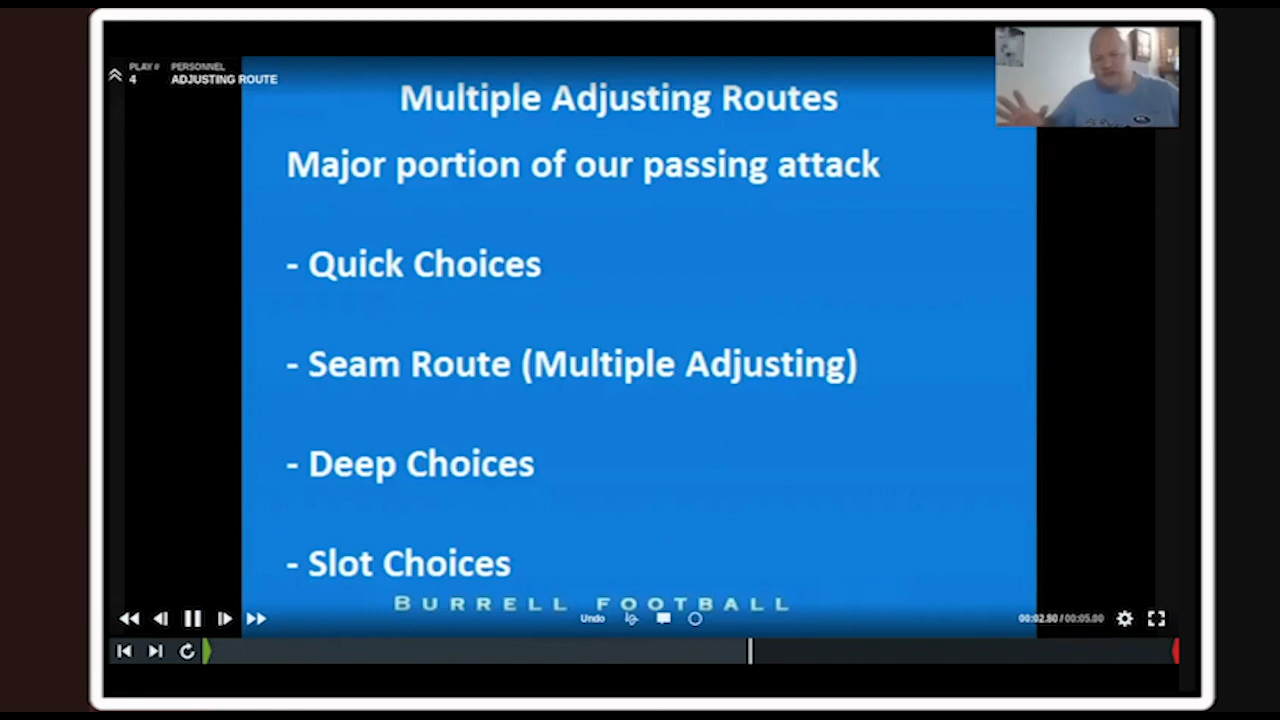 PLAY # PERSONNEL
4 ADJUSTING ROUTE
Multiple Adjusting Routes
Major portion of our passing attack
- Quick Choices
- Seam Route (Multiple Adjusting)
- Deep Choices
- Slot Choices
BURRELL FOOTBALL
Undo
00:02.80 / 00:05.00